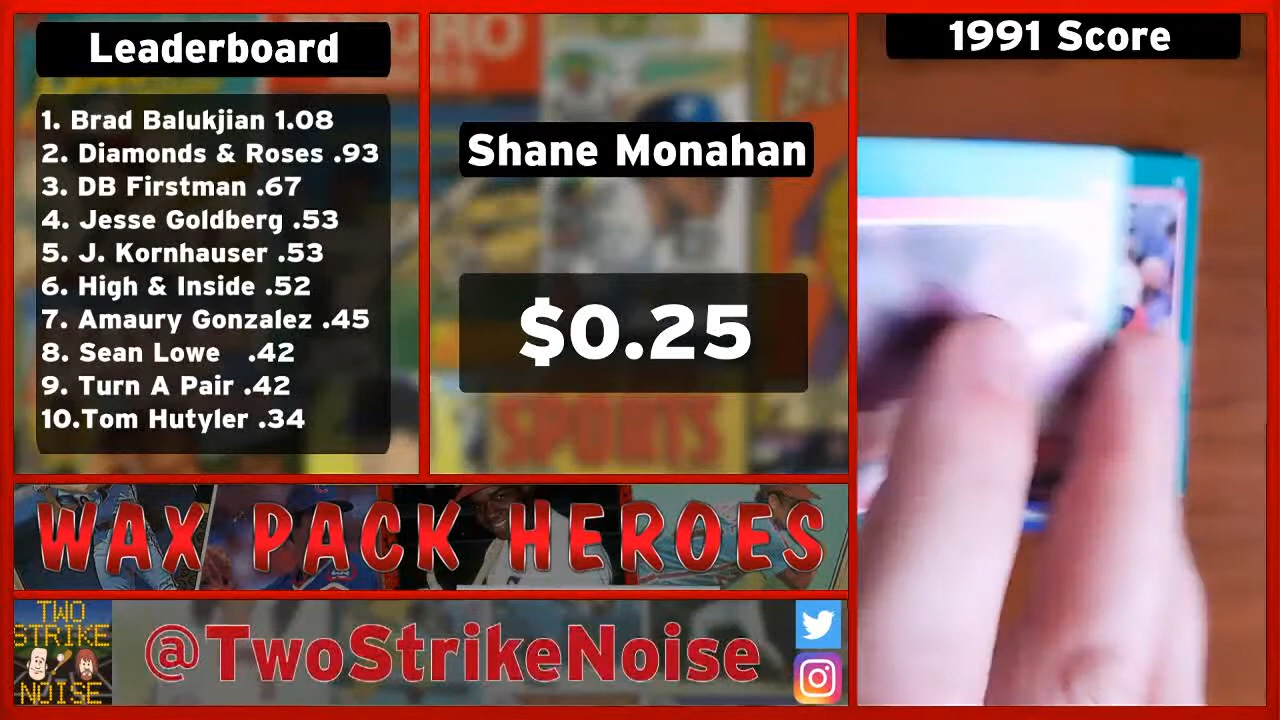 Leaderboard
1. Brad Balukjian 1.08
2. Diamonds & Roses .93
3. DB Firstman .67
4. Jesse Goldberg .53
5. J. Kornhauser .53
6. High & Inside .52
7. Amaury Gonzalez .45
8. Sean Lowe .42
9. Turn A Pair .42
10.Tom Hutyler .34
Shane Monahan
$0.25
SPORTS
1991 Score
WAX PACK HEROES
TWO
STRIKE
NOISE
@TwoStrikeNoise